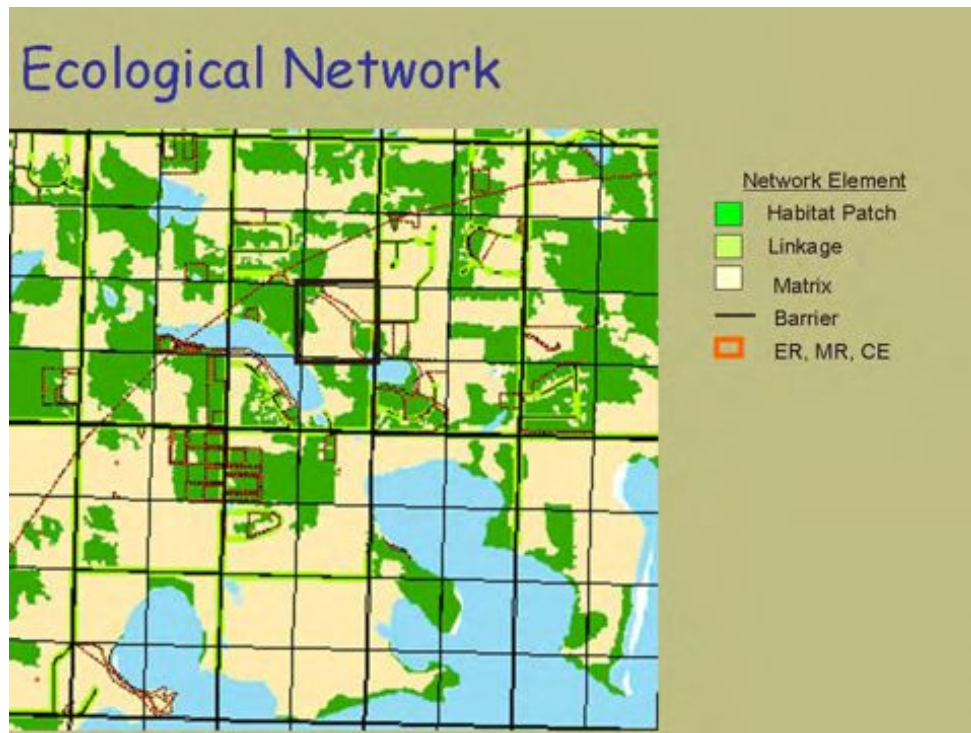 Ecological Network
Network Element
Habitat Patch
Linkage
Matrix
Barrier
ER, MR, CE